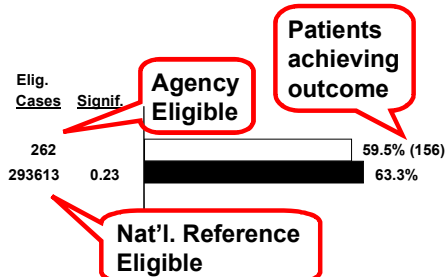 Patients
achieving
outcome
Elig.
Cases Signif.
Agency
Eligible
262 59.5% (156)
293613 0.23 63.3%
Nat'l. Reference
Eligible